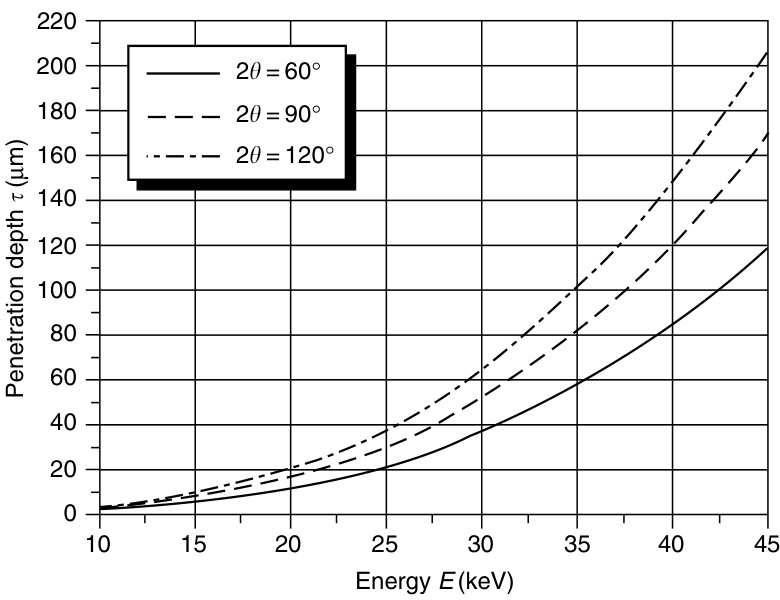 220
200
180
160
140
120
100
80
60
40
20
0
Penetration depth τ (µm)
2θ = 60°
2θ = 90°
2θ = 120°
10 15 20 25 30 35 40 45
Energy E (keV)